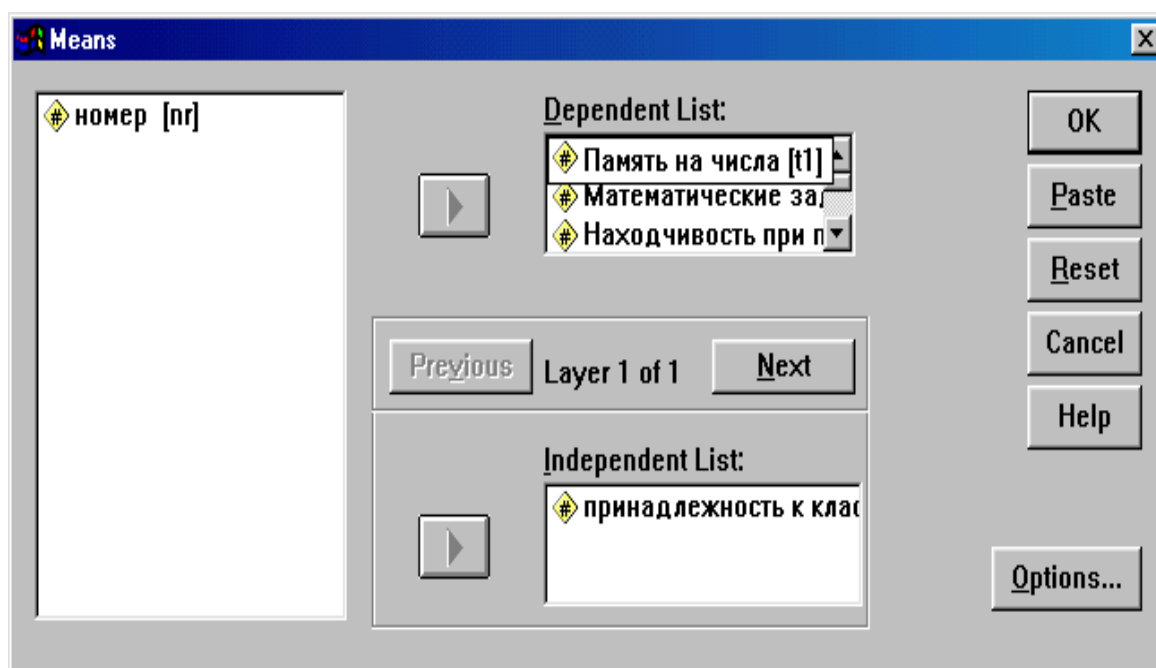 Means
номер [nr]
Dependent List:
Память на числа [t1]
Математические зад
Находчивость при п
Previous
Layer 1 of 1
Next
Independent List:
принадлежность к клас
OK
Paste
Reset
Cancel
Help
Options...